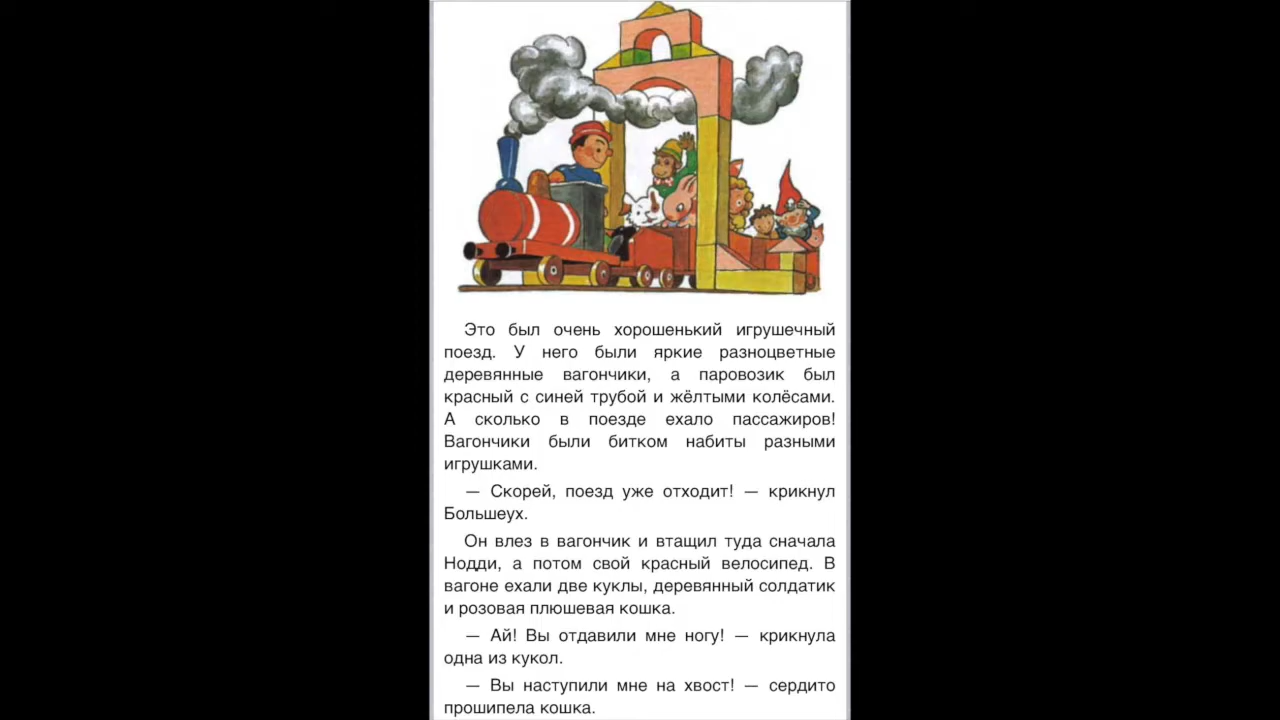 Это был очень хорошенький игрушечный
поезд. У него были яркие разноцветные
деревянные вагончики, а паровозик был
красный с синей трубой и жёлтыми колёсами.
А сколько в поезде ехало пассажиров!
Вагончики были битком набиты разными
игрушками.
— Скорей, поезд уже отходит! — крикнул
Большеух.
Он влез в вагончик и втащил туда сначала
Нодди, а потом свой красный велосипед. В
вагоне ехали две куклы, деревянный солдатик
и розовая плюшевая кошка.
— Ай! Вы отдавили мне ногу! — крикнула
одна из кукол.
— Вы наступили мне на хвост! — сердито
прошипела кошка.